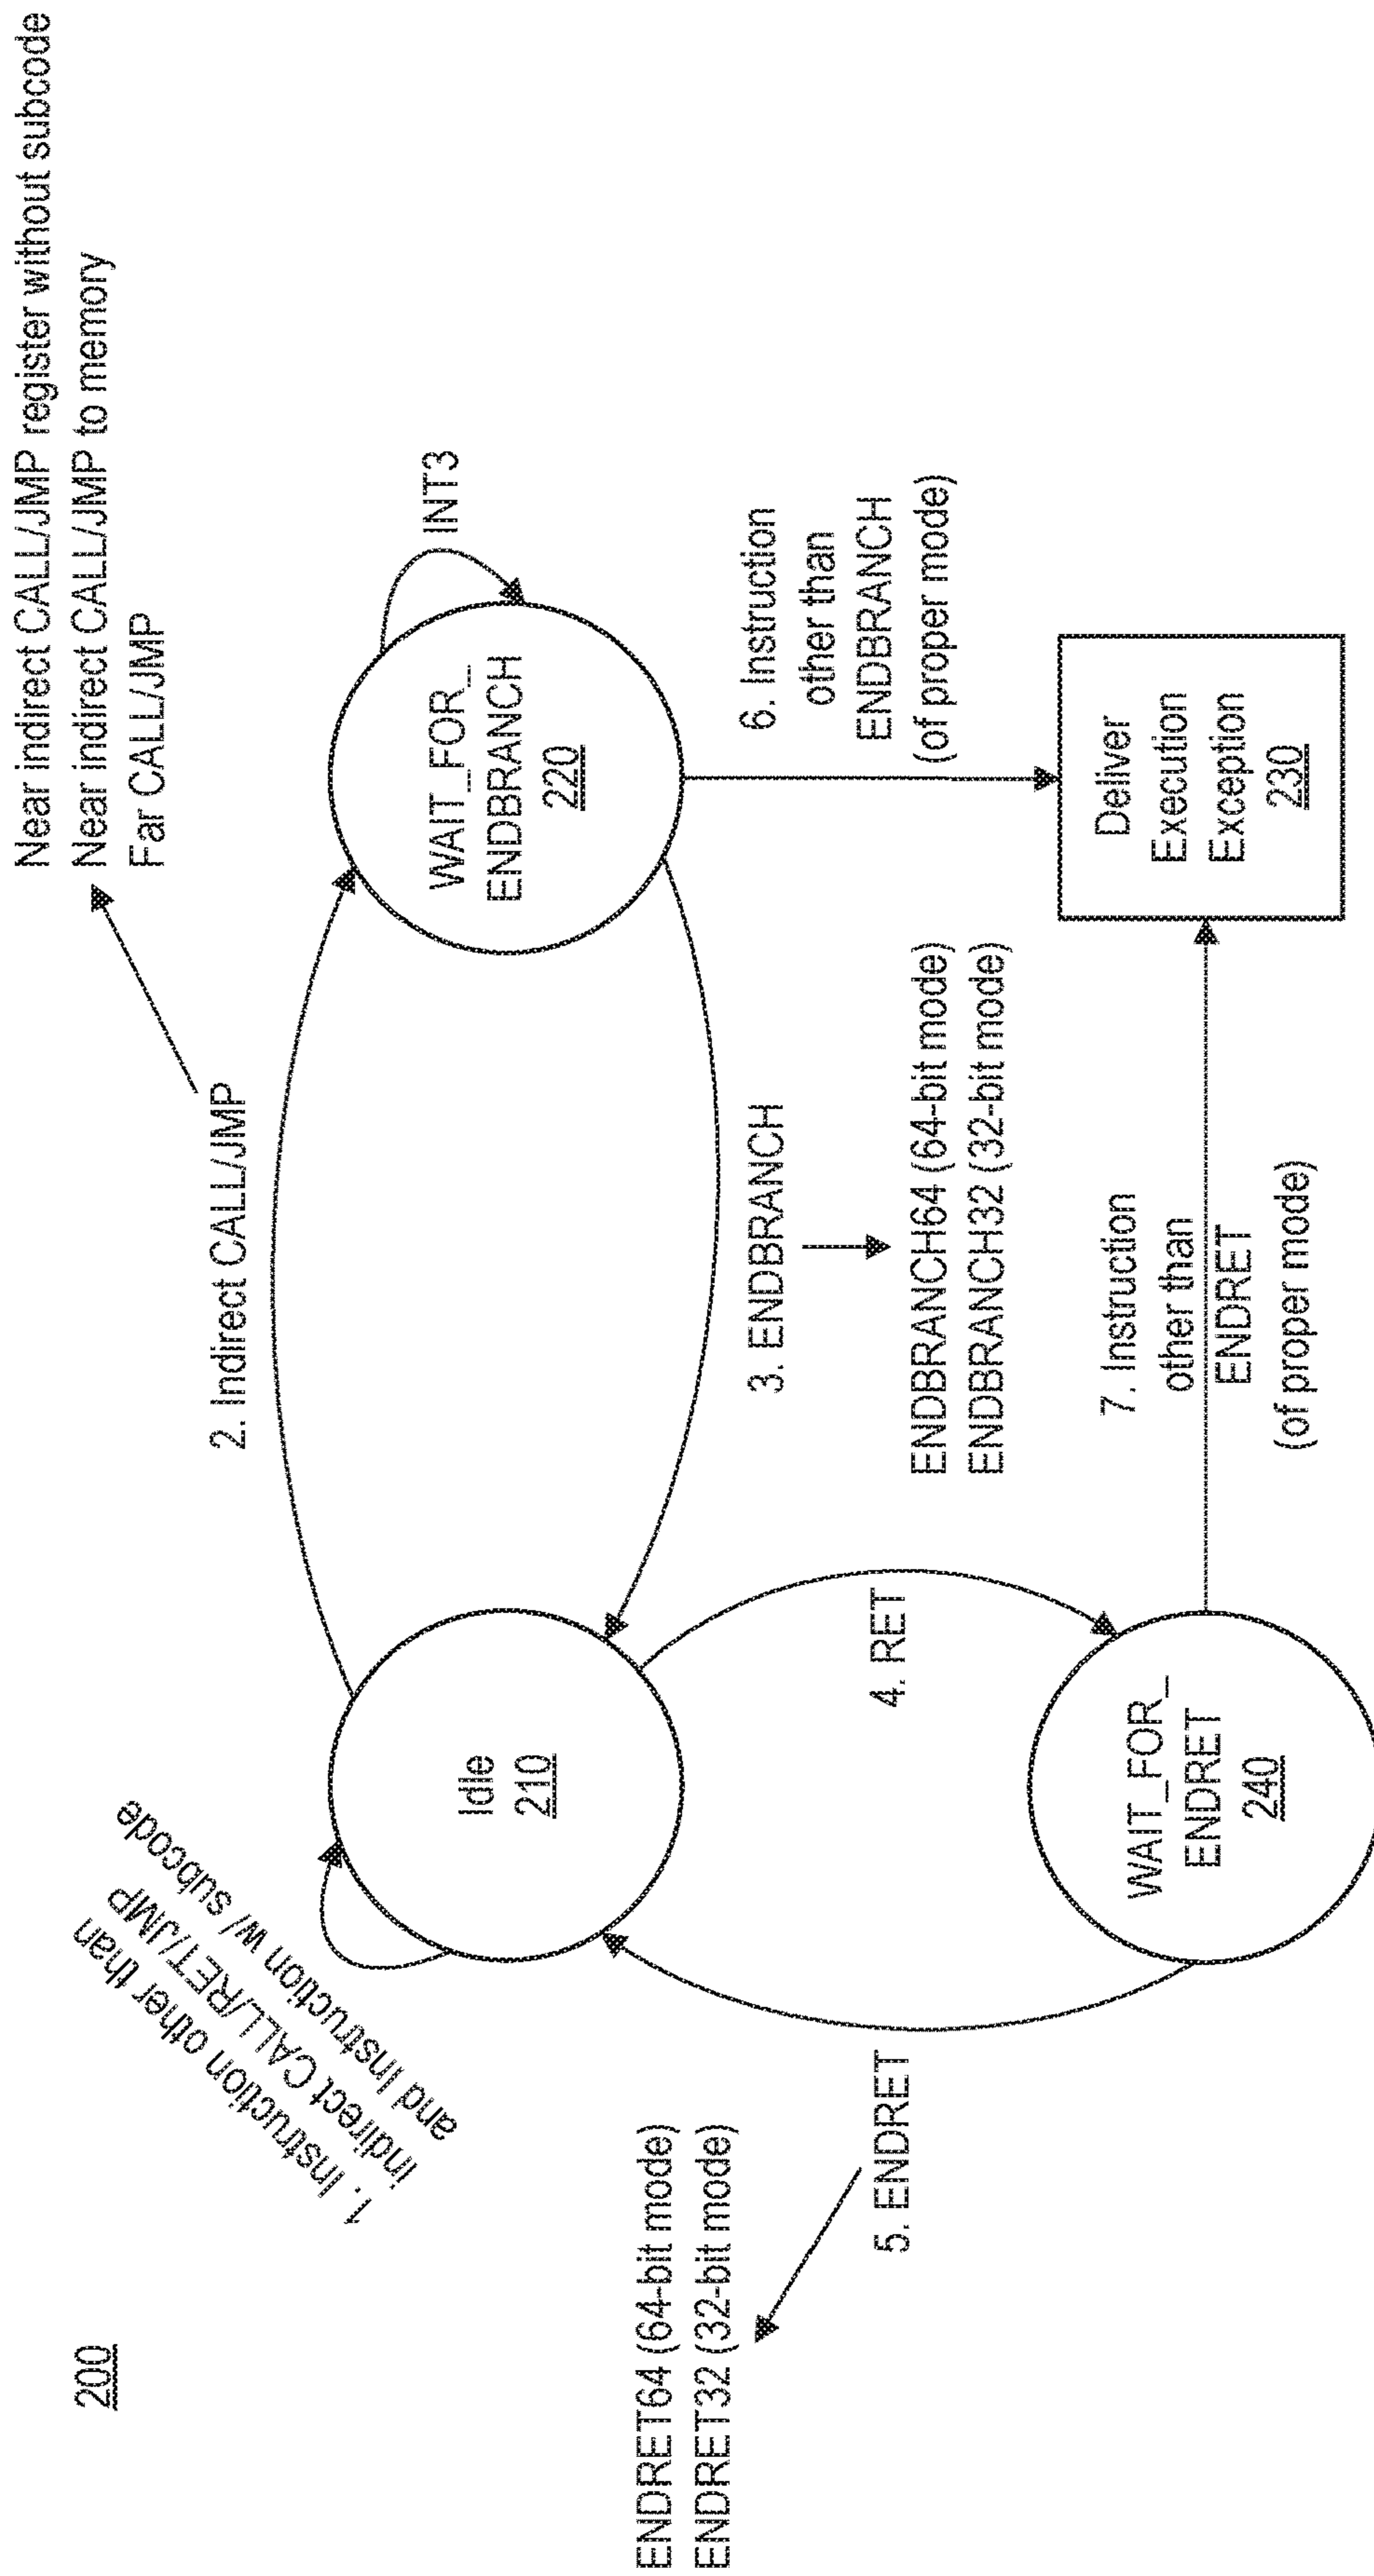 200
1. Instruction other than
indirect CALL/RET/JMP
and Instruction w/ subcode
2. Indirect CALL/JMP
Near indirect CALL/JMP register without subcode
Near indirect CALL/JMP to memory
Far CALL/JMP
Idle
210
WAIT_FOR_
ENDBRANCH
220
INT3
3. ENDBRANCH
ENDBRANCH64 (64-bit mode)
ENDBRANCH32 (32-bit mode)
6. Instruction
other than
ENDBRANCH
(of proper mode)
ENDRET64 (64-bit mode)
ENDRET32 (32-bit mode)
5. ENDRET
4. RET
WAIT_FOR_
ENDRET
240
7. Instruction
other than
ENDRET
(of proper mode)
Deliver
Execution
Exception
230